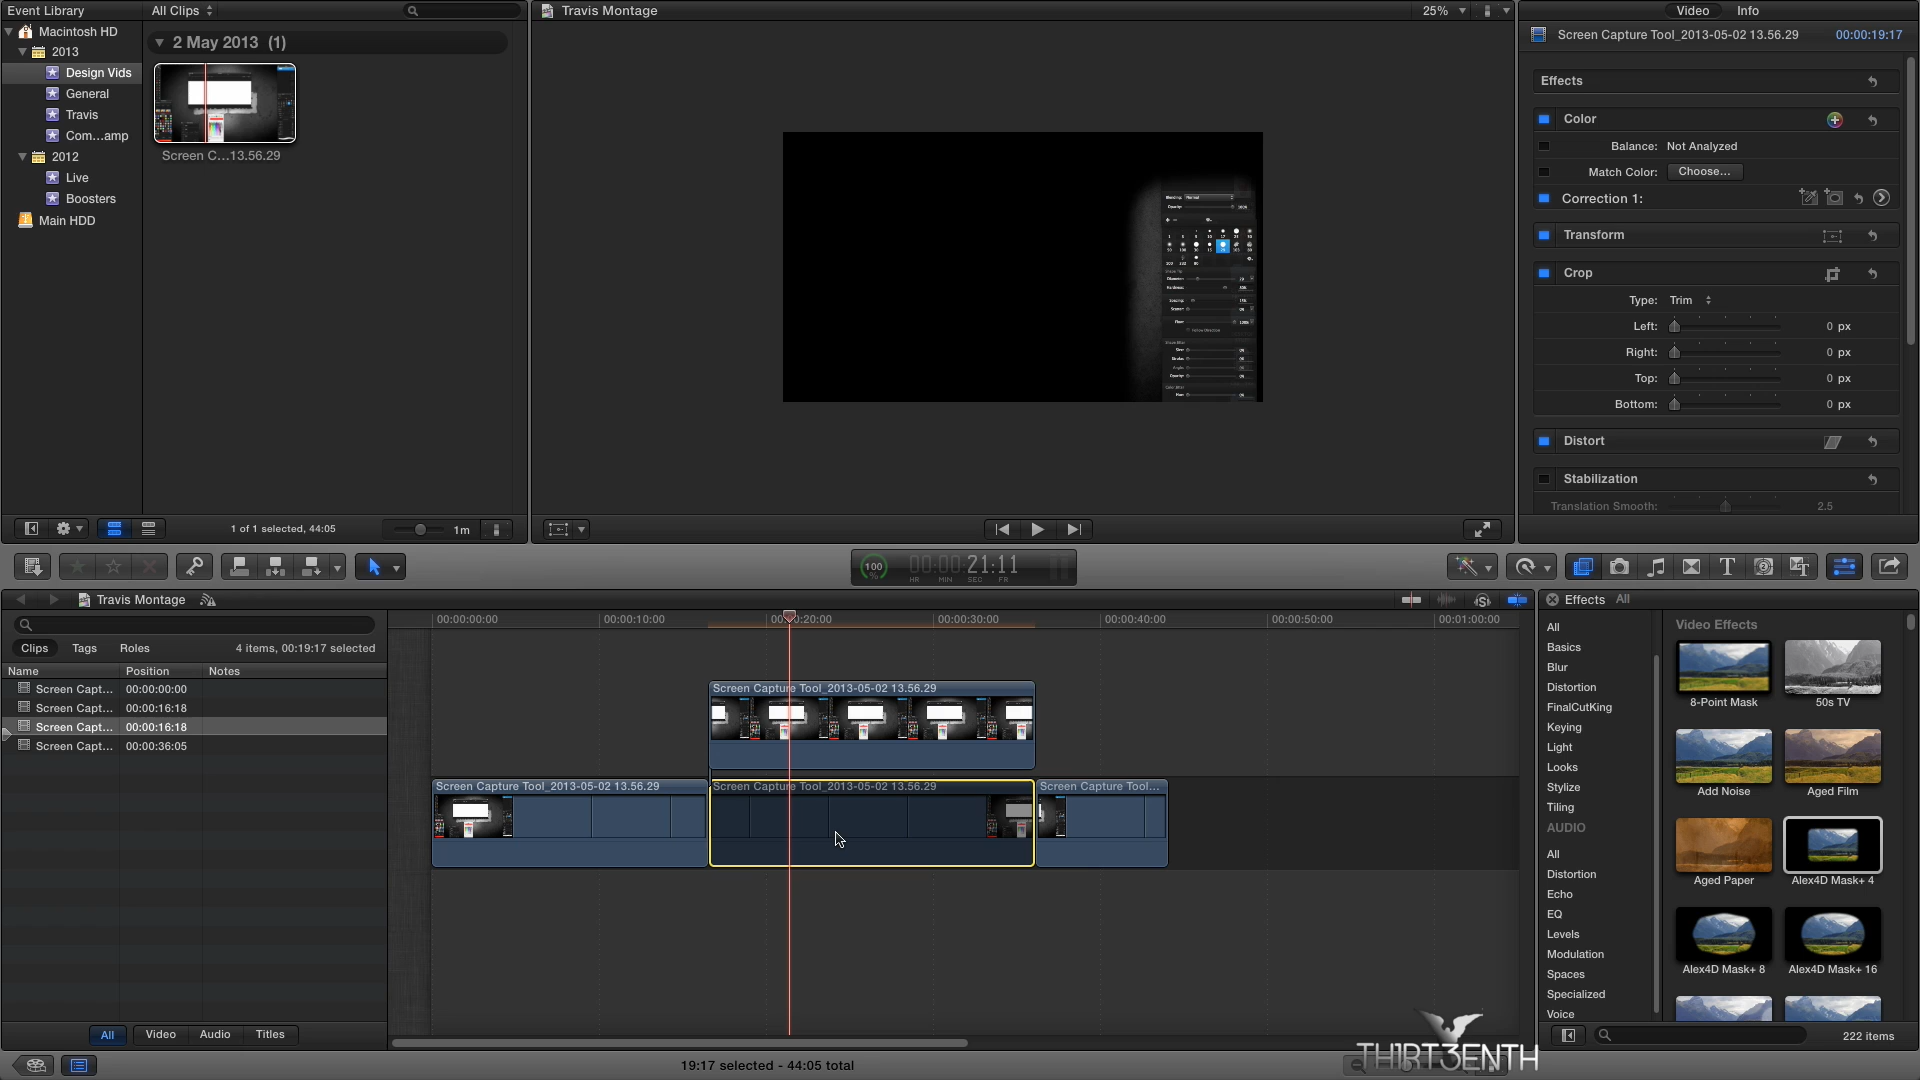 Event Library
All Clips
Travis Montage
25%
Video
Info
Macintosh HD
2013
Design Vids
General
Travis
Com...amp
2012
Live
Boosters
Main HDD
2 May 2013 (1)
Screen C...13.56.29
Screen Capture Tool_2013-05-02 13.56.29
00:00:19:17
Effects
Color
Balance: Not Analyzed
Match Color: Choose...
Correction 1:
Transform
Crop
Type: Trim
Left: 0 px
Right: 0 px
Top: 0 px
Bottom: 0 px
Distort
Stabilization
Translation Smooth: 2.5
1 of 1 selected, 44:05
1m
100
%
00:00:21:11
HR MIN SEC FR
Travis Montage
Clips
Tags
Roles
4 items, 00:19:17 selected
Name
Position
Notes
Screen Capt... 00:00:00:00
Screen Capt... 00:00:16:18
Screen Capt... 00:00:16:18
Screen Capt... 00:00:36:05
All
Video
Audio
Titles
00:00:00:00
00:00:10:00
00:00:30:00
00:00:40:00
00:00:50:00
00:01:00:00
Screen Capture Tool_2013-05-02 13.56.29
Screen Capture Tool_2013-05-02 13.56.29
Screen Capture Tool_2013-05-02 13.56.29
Screen Capture Tool...
Effects
All
All
Basics
Blur
Distortion
FinalCutKing
Keying
Light
Looks
Stylize
Tiling
AUDIO
All
Distortion
Echo
EQ
Levels
Modulation
Spaces
Specialized
Voice
Video Effects
8-Point Mask
50s TV
Add Noise
Aged Film
Aged Paper
Alex4D Mask+ 4
Alex4D Mask+ 8
Alex4D Mask+ 16
222 items
19:17 selected - 44:05 total
TH1RT3ENTH